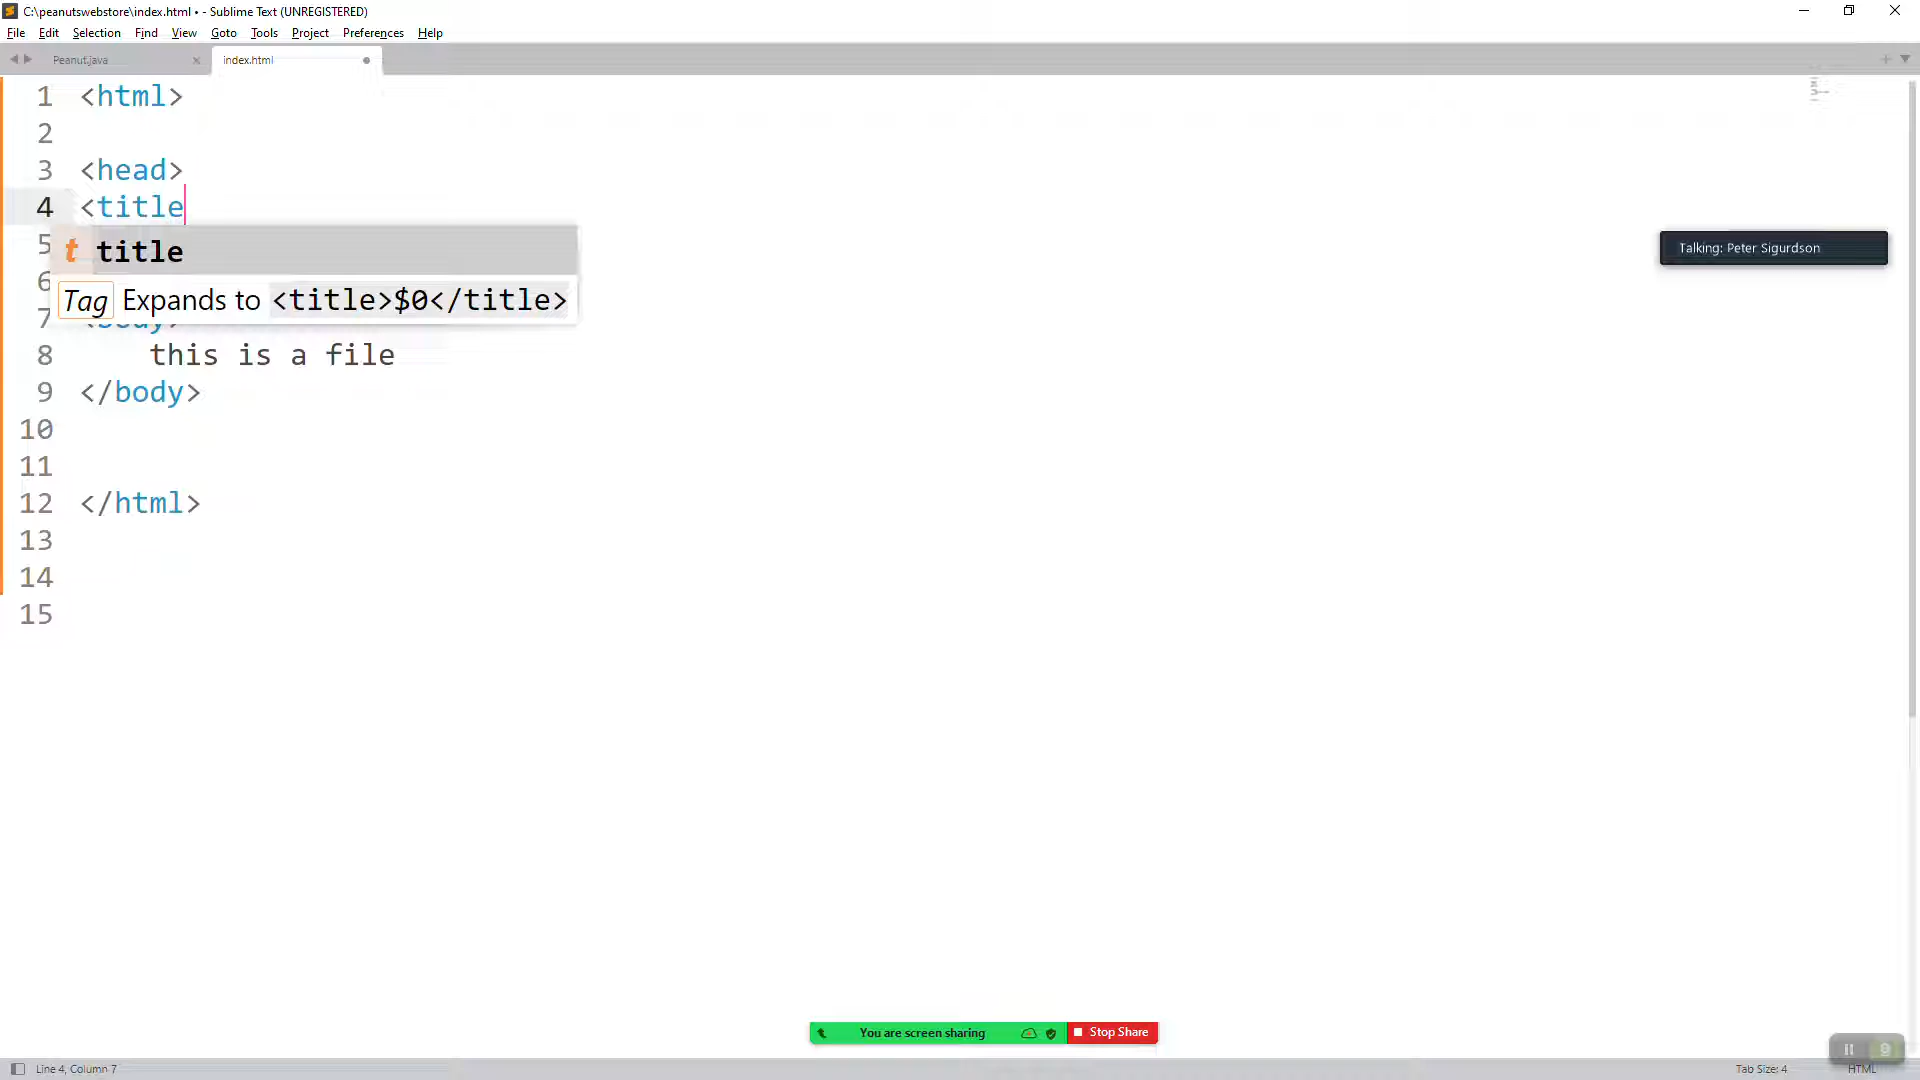 C:\peanutswebstore\index.html • - Sublime Text (UNREGISTERED)
File Edit Selection Find View Goto Tools Project Preferences Help
Peanut.java index.html
1 <html>
2
3 <head>
4 <title
5
t title
6
Tag Expands to <title>$0</title>
7 <body>
8 this is a file
9 </body>
10
11
12 </html>
13
14
15
Talking: Peter Sigurdson
You are screen sharing Stop Share
Line 4, Column 7 Tab Size: 4 HTML